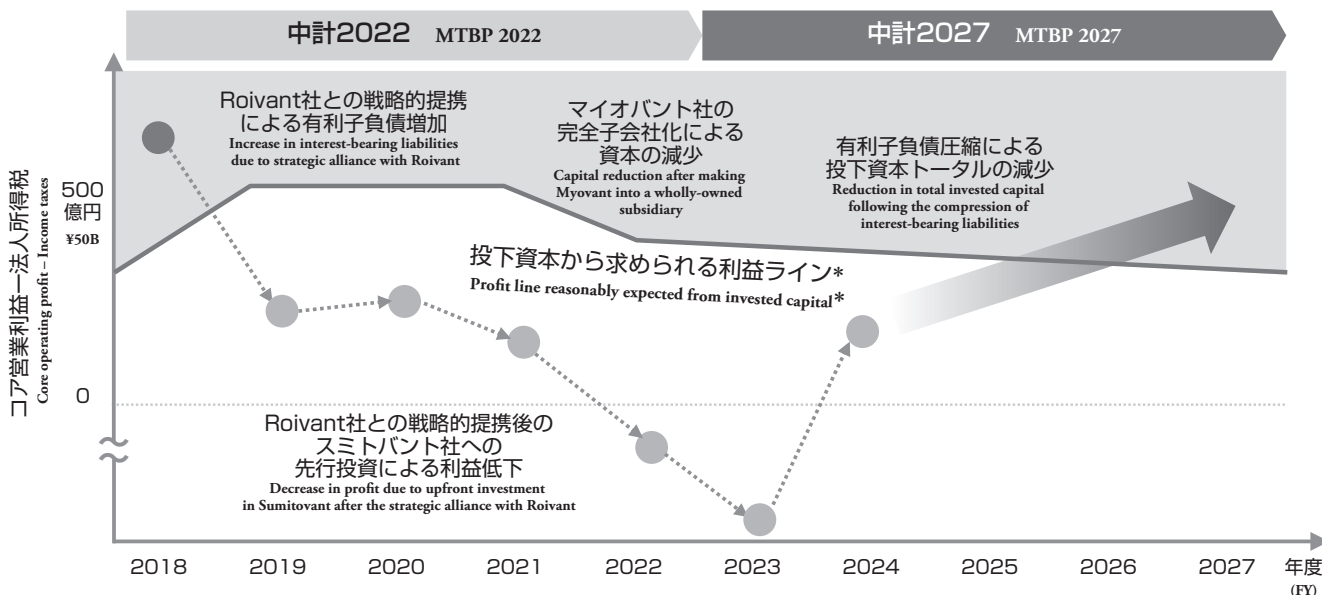 中計2022 MTBP 2022
中計2027 MTBP 2027
Roivant社との戦略的提携
による有利子負債増加
Increase in interest-bearing liabilities
due to strategic alliance with Roivant
マイオバント社の
完全子会社化による
資本の減少
Capital reduction after making
Myovant into a wholly-owned
subsidiary
有利子負債圧縮による
投下資本トータルの減少
Reduction in total invested capital
following the compression of
interest-bearing liabilities
コア営業利益ー法人所得税
Core operating profit – Income taxes
500
億円
¥50B
0
投下資本から求められる利益ライン*
Profit line reasonably expected from invested capital*
Roivant社との戦略的提携後の
スミトバント社への
先行投資による利益低下
Decrease in profit due to upfront investment
in Sumitovant after the strategic alliance with Roivant
2018 2019 2020 2021 2022 2023 2024 2025 2026 2027 年度
(FY)